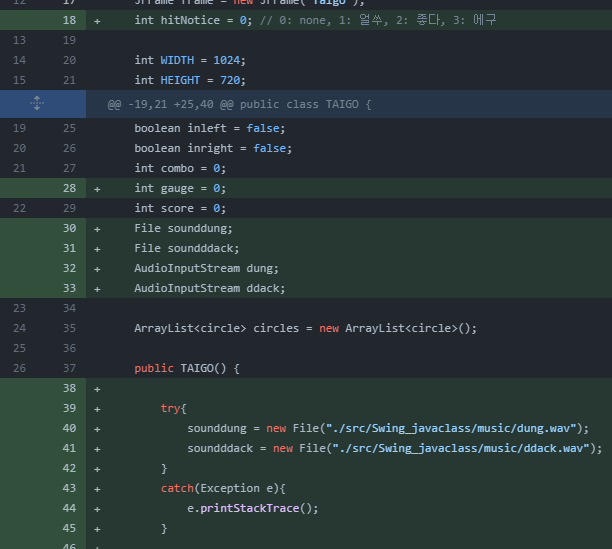 12 17 JFrame frame = new JFrame("Taigo");
18 + int hitNotice = 0; // 0: none, 1: 얼쑤, 2: 좋다, 3: 에구
13 19
14 20 int WIDTH = 1024;
15 21 int HEIGHT = 720;
@@ -19,21 +25,40 @@ public class TAIGO {
19 25 boolean inleft = false;
20 26 boolean inright = false;
21 27 int combo = 0;
28 + int gauge = 0;
22 29 int score = 0;
30 + File sounddung;
31 + File soundddack;
32 + AudioInputStream dung;
33 + AudioInputStream ddack;
23 34
24 35 ArrayList<circle> circles = new ArrayList<circle>();
25 36
26 37 public TAIGO() {
38 +
39 + try{
40 + sounddung = new File("./src/Swing_javaclass/music/dung.wav");
41 + soundddack = new File("./src/Swing_javaclass/music/ddack.wav");
42 + }
43 + catch(Exception e){
44 + e.printStackTrace();
45 + }
46 +